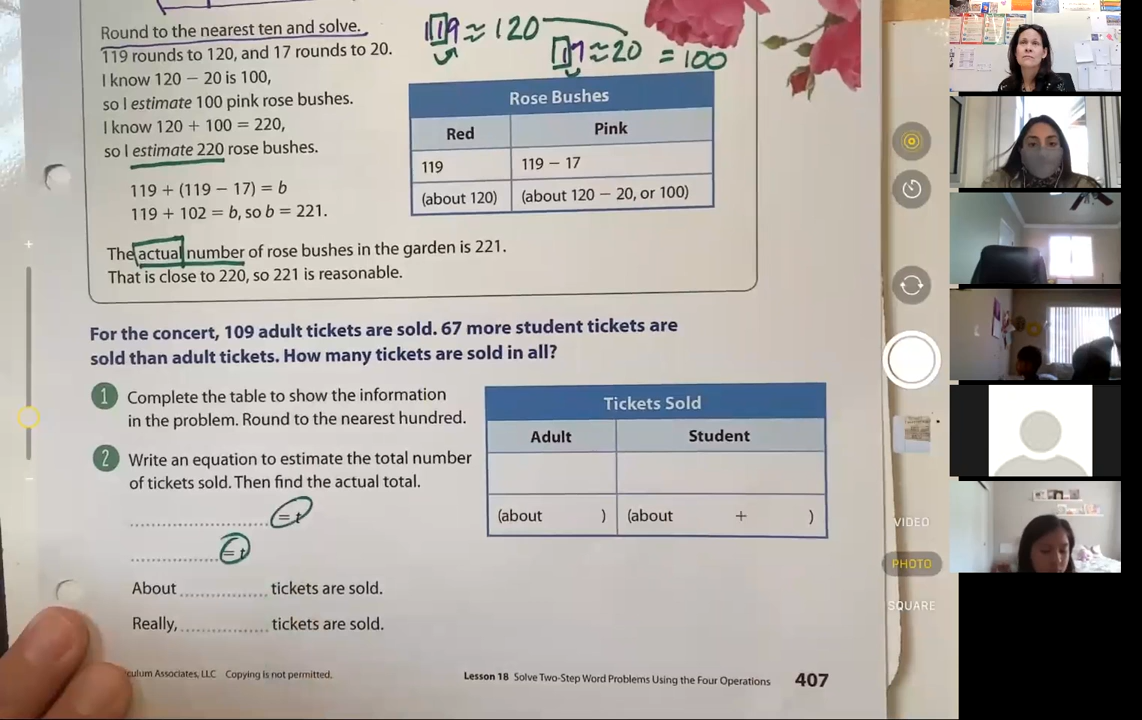 Round to the nearest ten and solve.
119 rounds to 120, and 17 rounds to 20.
I know 120 − 20 is 100,
so I estimate 100 pink rose bushes.
I know 120 + 100 = 220,
so I estimate 220 rose bushes.
119 + (119 − 17) = b
119 + 102 = b, so b = 221.
119 ≈ 120
17 ≈ 20 = 100
Rose Bushes
Red Pink
119 119 − 17
(about 120) (about 120 − 20, or 100)
The actual number of rose bushes in the garden is 221.
That is close to 220, so 221 is reasonable.
For the concert, 109 adult tickets are sold. 67 more student tickets are
sold than adult tickets. How many tickets are sold in all?
1 Complete the table to show the information
in the problem. Round to the nearest hundred.
2 Write an equation to estimate the total number
of tickets sold. Then find the actual total.
.................... = t
............. = t
About ............. tickets are sold.
Really, ............. tickets are sold.
Tickets Sold
Adult Student
(about ) (about + )
culum Associates, LLC Copying is not permitted.
Lesson 18 Solve Two-Step Word Problems Using the Four Operations 407
VIDEO
PHOTO
SQUARE